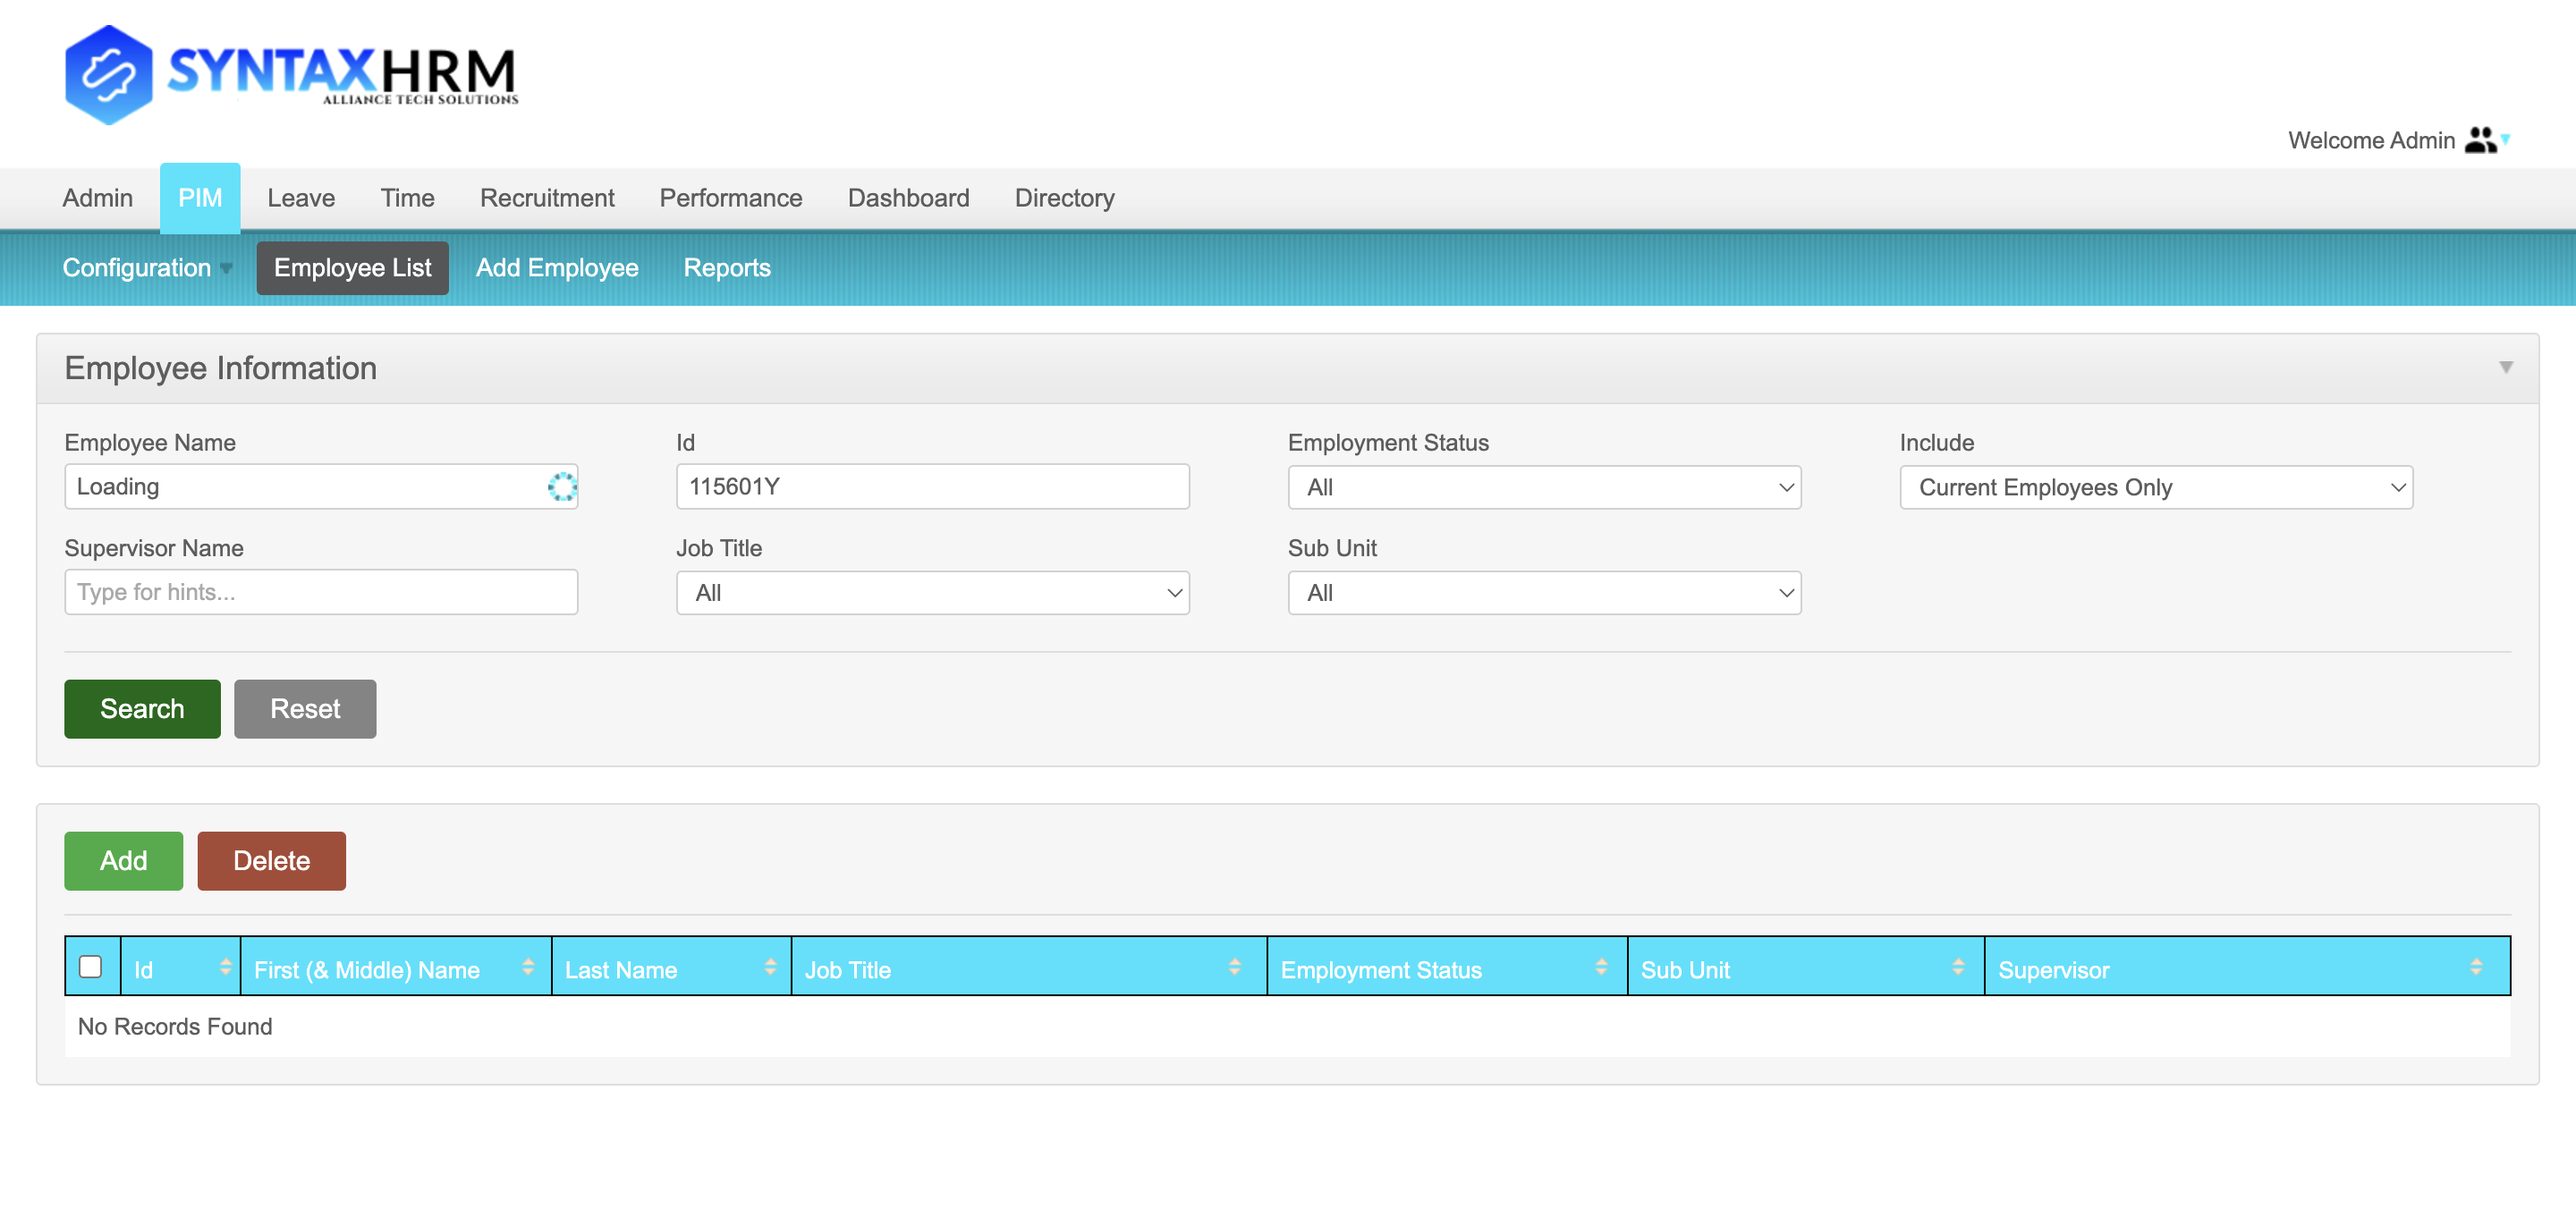 SYNTAXHRM
ALLIANCE TECH SOLUTIONS
Welcome Admin
Admin PIM Leave Time Recruitment Performance Dashboard Directory
Configuration Employee List Add Employee Reports
Employee Information
Employee Name Id Employment Status Include
Loading 115601Y All Current Employees Only
Supervisor Name Job Title Sub Unit
Type for hints... All All
Search Reset
Add Delete
Id First (& Middle) Name Last Name Job Title Employment Status Sub Unit Supervisor
No Records Found